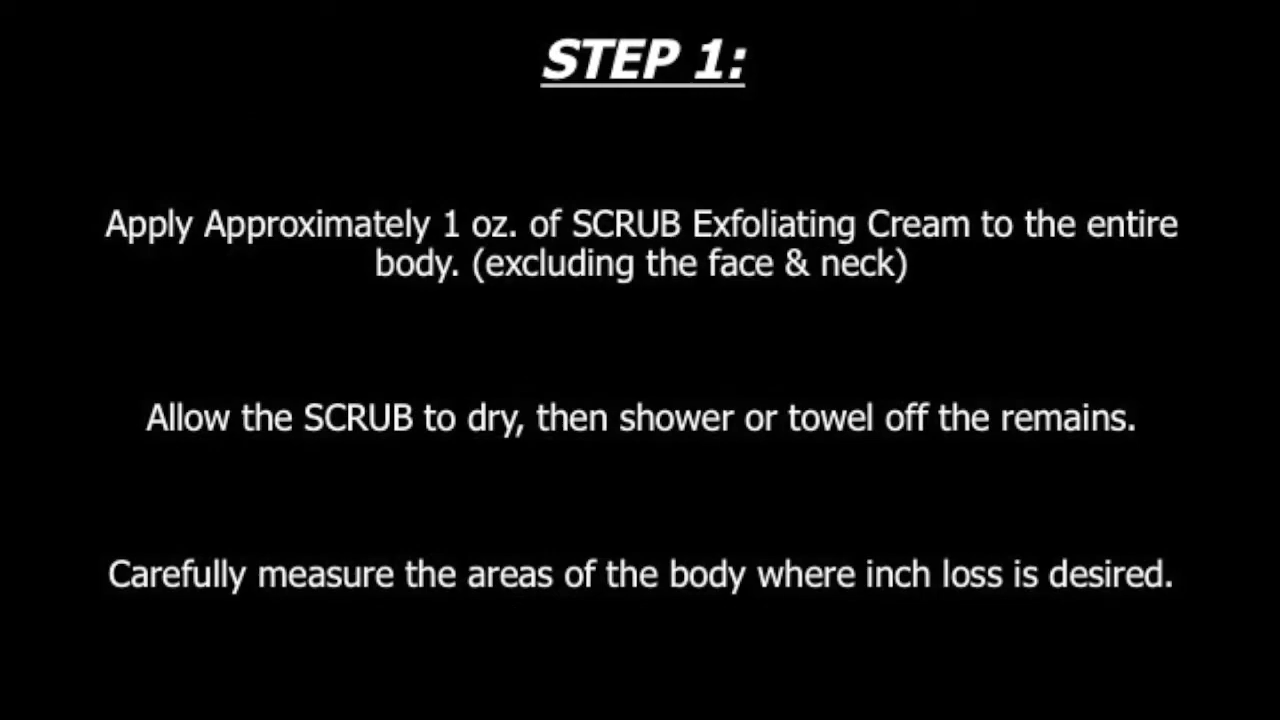 STEP 1:
Apply Approximately 1 oz. of SCRUB Exfoliating Cream to the entire
body. (excluding the face & neck)
Allow the SCRUB to dry, then shower or towel off the remains.
Carefully measure the areas of the body where inch loss is desired.